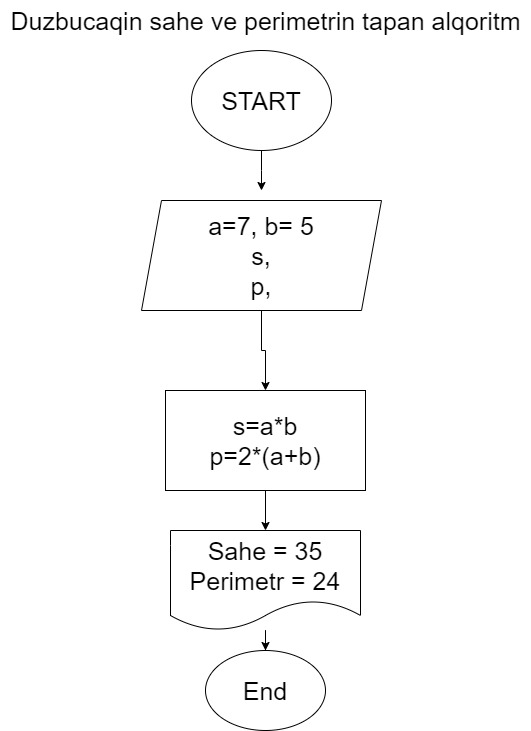 Duzbucaqin sahe ve perimetrin tapan alqoritm
START
a=7, b= 5
s,
p,
s=a*b
p=2*(a+b)
Sahe = 35
Perimetr = 24
End